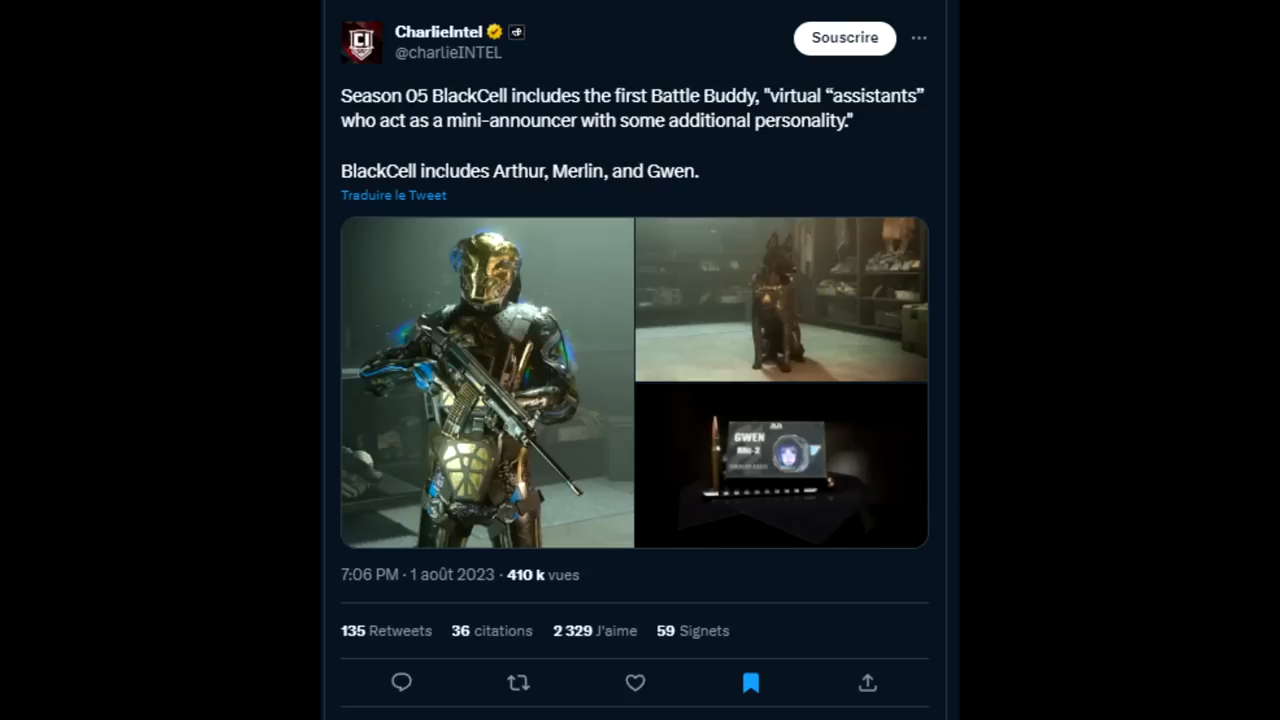 CharlieIntel
@charlieINTEL
Souscrire
Season 05 BlackCell includes the first Battle Buddy, "virtual “assistants”
who act as a mini-announcer with some additional personality."
BlackCell includes Arthur, Merlin, and Gwen.
Traduire le Tweet
GWEN
7:06 PM · 1 août 2023 · 410 k vues
135 Retweets 36 citations 2 329 J'aime 59 Signets